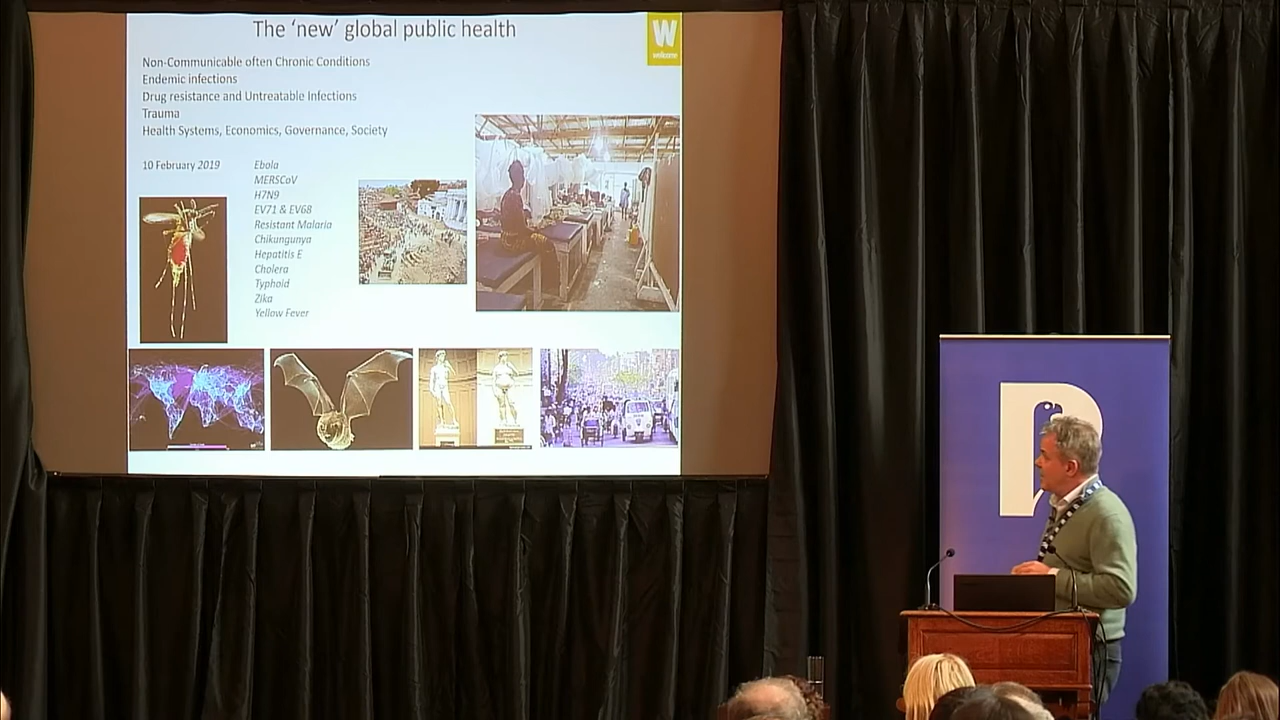 The 'new' global public health
W
wellcome
Non-Communicable often Chronic Conditions
Endemic infections
Drug resistance and Untreatable Infections
Trauma
Health Systems, Economics, Governance, Society
10 February 2019
Ebola
MERSCoV
H7N9
EV71 & EV68
Resistant Malaria
Chikungunya
Hepatitis E
Cholera
Typhoid
Zika
Yellow Fever